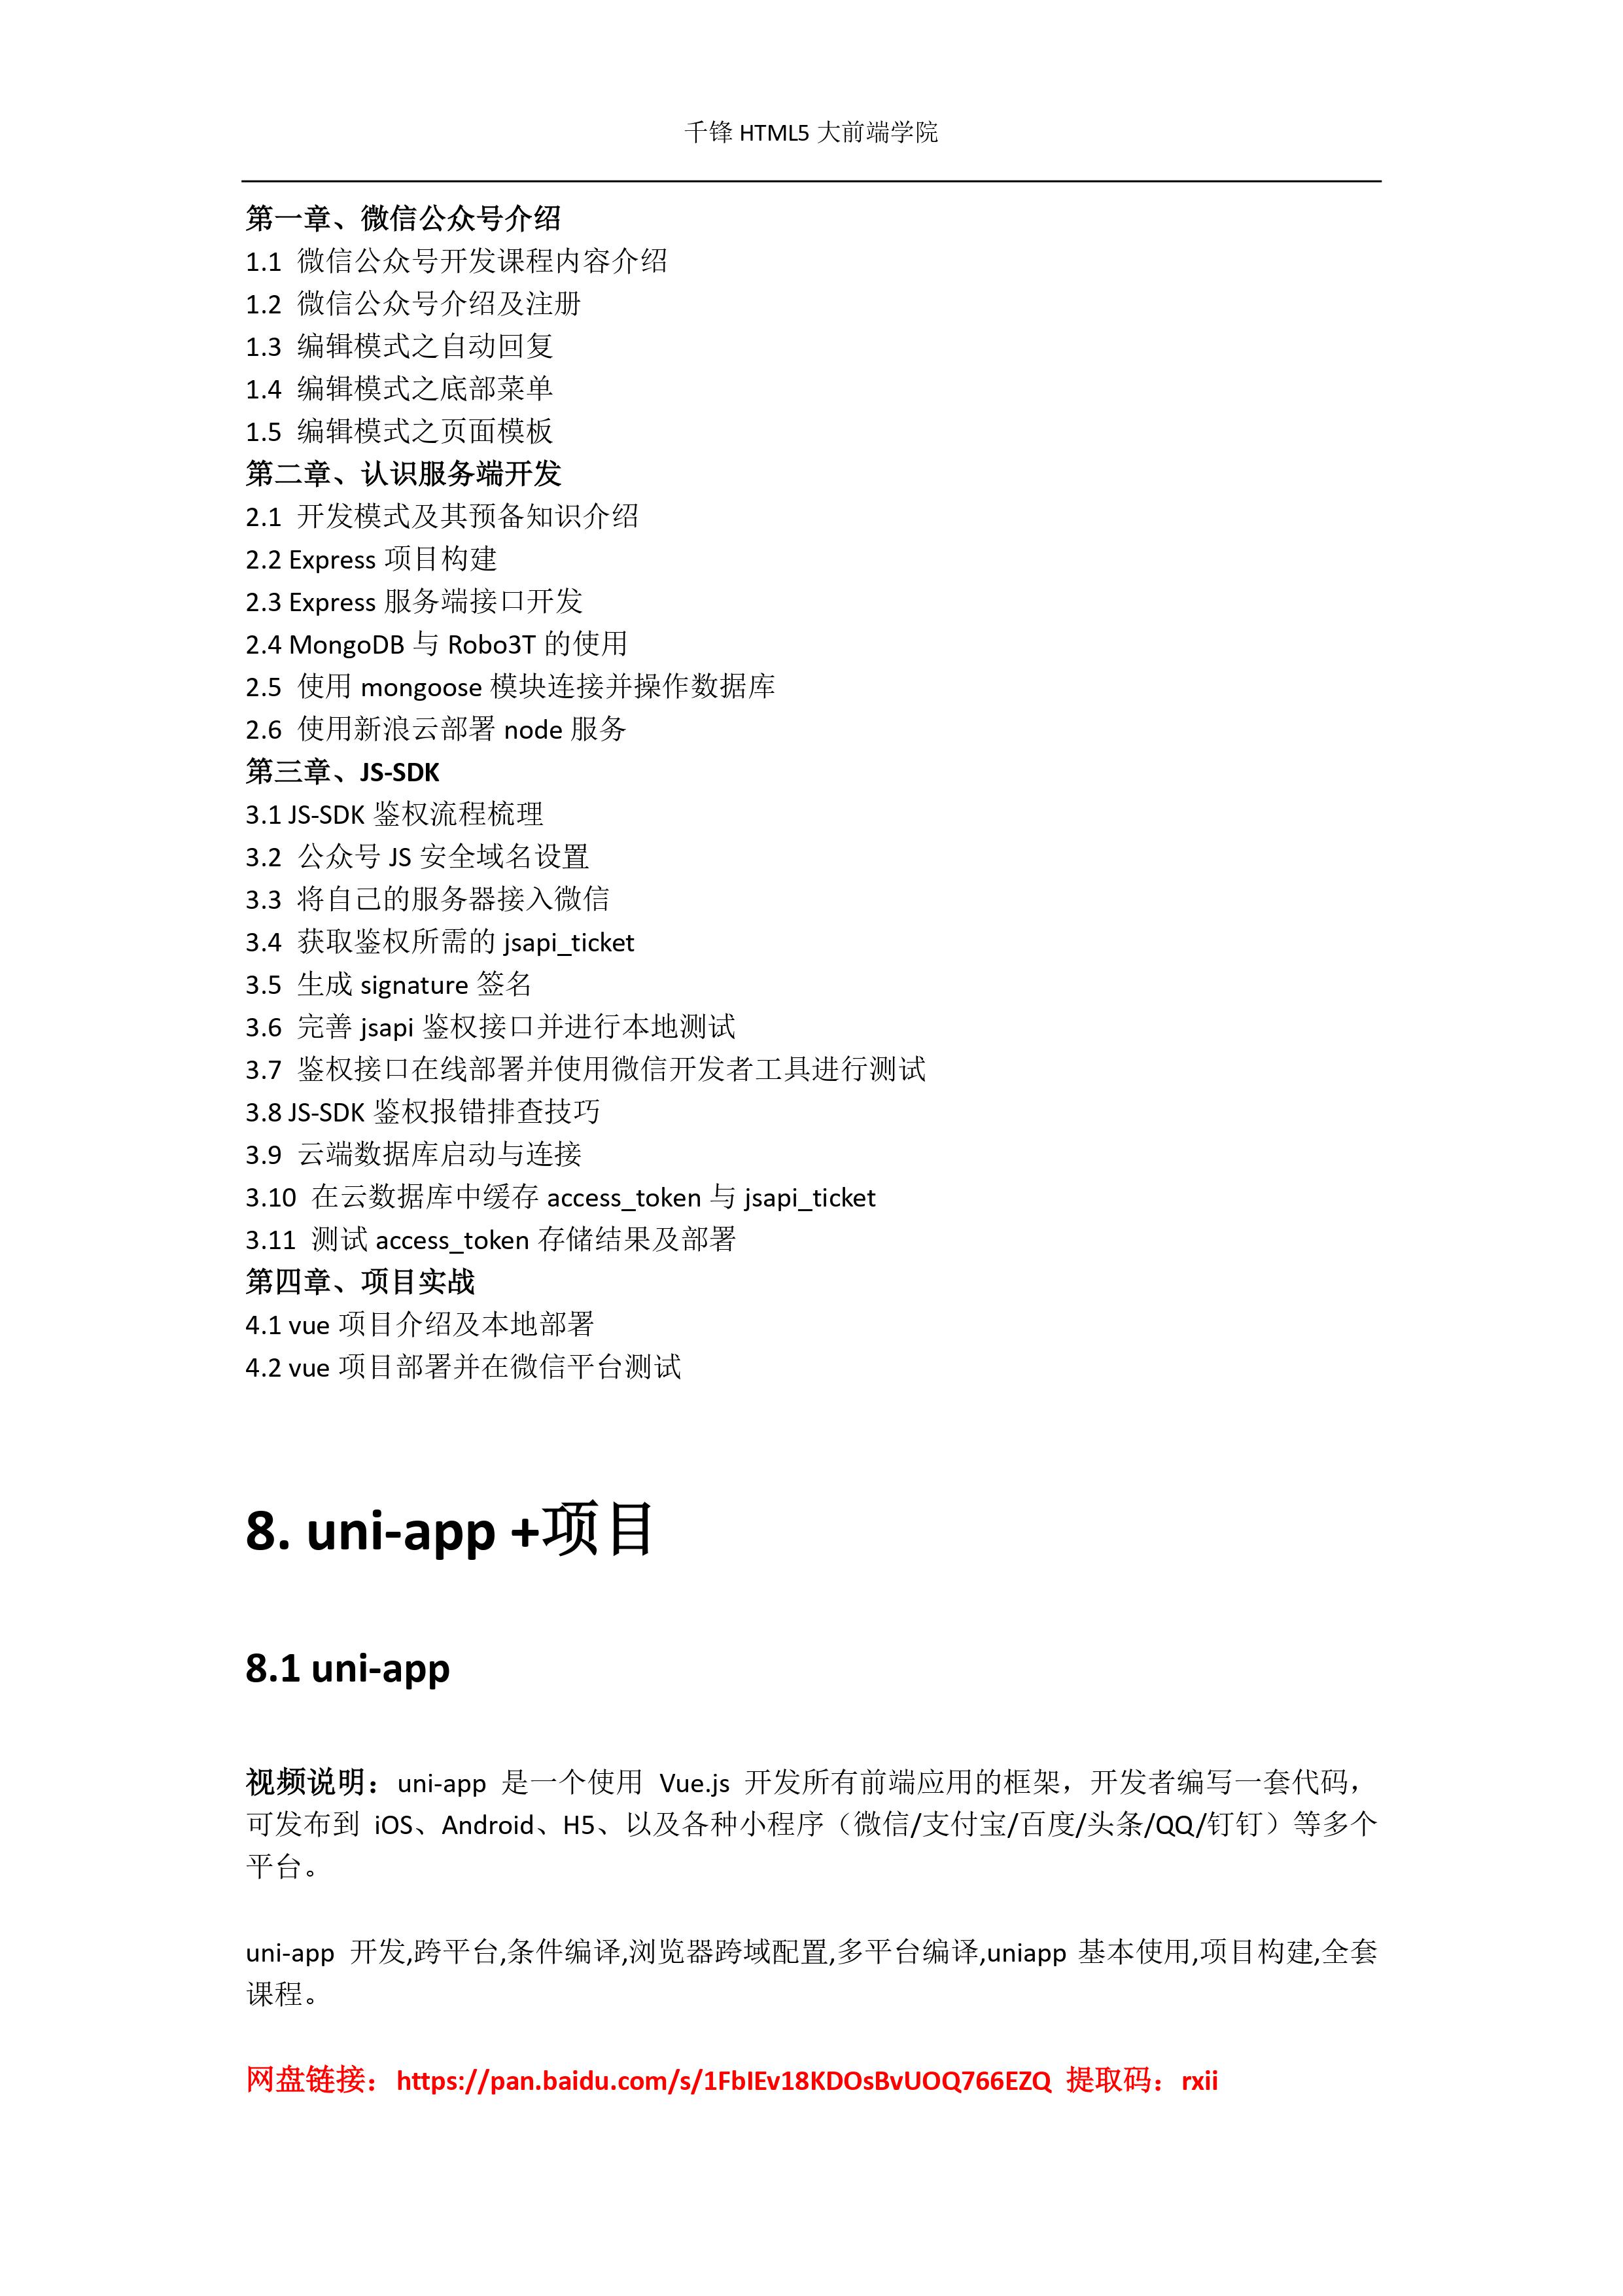 千锋 HTML5 大前端学院
第一章、微信公众号介绍
1.1 微信公众号开发课程内容介绍
1.2 微信公众号介绍及注册
1.3 编辑模式之自动回复
1.4 编辑模式之底部菜单
1.5 编辑模式之页面模板
第二章、认识服务端开发
2.1 开发模式及其预备知识介绍
2.2 Express 项目构建
2.3 Express 服务端接口开发
2.4 MongoDB 与 Robo3T 的使用
2.5 使用 mongoose 模块连接并操作数据库
2.6 使用新浪云部署 node 服务
第三章、JS-SDK
3.1 JS-SDK 鉴权流程梳理
3.2 公众号 JS 安全域名设置
3.3 将自己的服务器接入微信
3.4 获取鉴权所需的 jsapi_ticket
3.5 生成 signature 签名
3.6 完善 jsapi 鉴权接口并进行本地测试
3.7 鉴权接口在线部署并使用微信开发者工具进行测试
3.8 JS-SDK 鉴权报错排查技巧
3.9 云端数据库启动与连接
3.10 在云数据库中缓存 access_token 与 jsapi_ticket
3.11 测试 access_token 存储结果及部署
第四章、项目实战
4.1 vue 项目介绍及本地部署
4.2 vue 项目部署并在微信平台测试
8. uni-app +项目
8.1 uni-app
视频说明：uni-app 是一个使用 Vue.js 开发所有前端应用的框架，开发者编写一套代码，
可发布到 iOS、Android、H5、以及各种小程序（微信/支付宝/百度/头条/QQ/钉钉）等多个
平台。
uni-app 开发,跨平台,条件编译,浏览器跨域配置,多平台编译,uniapp 基本使用,项目构建,全套
课程。
网盘链接：https://pan.baidu.com/s/1FbIEv18KDOsBvUOQ766EZQ 提取码：rxii